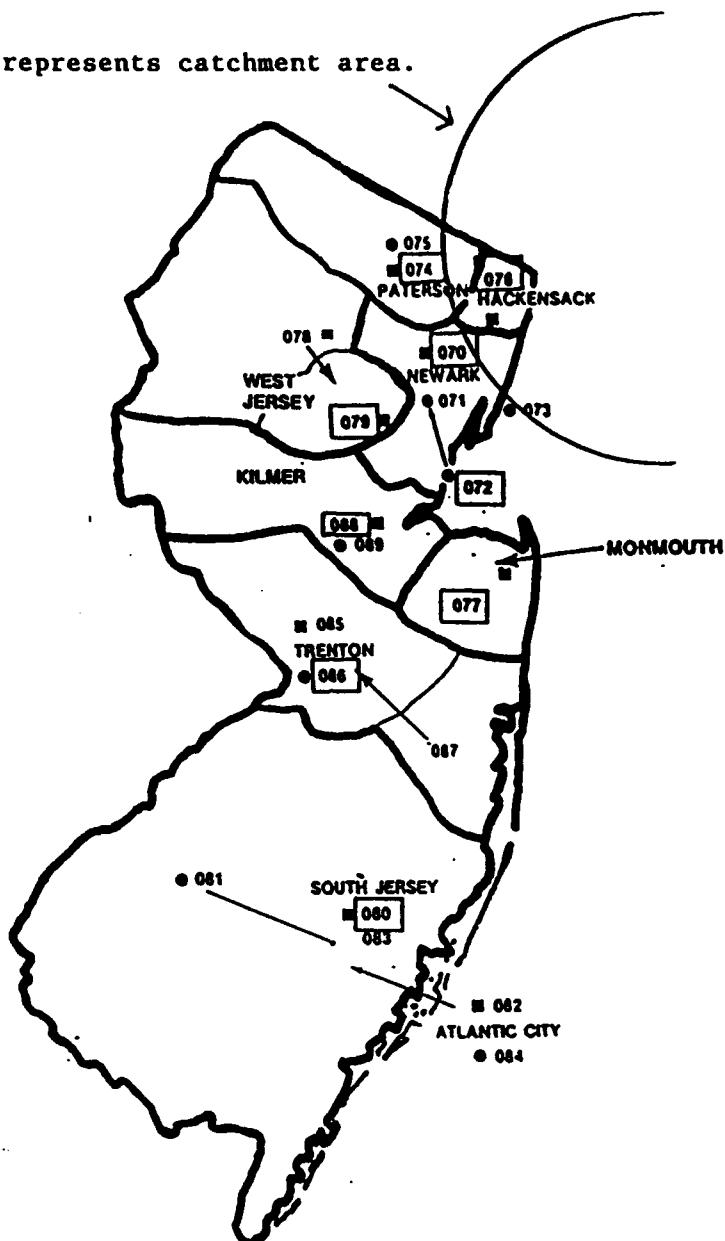 represents catchment area.
075
074
PATERSON
076
HACKENSACK
078
070
NEWARK
WEST
JERSEY
071
073
079
KILMER
072
088
089
MONMOUTH
077
085
TRENTON
086
087
081
SOUTH JERSEY
080
083
082
ATLANTIC CITY
084